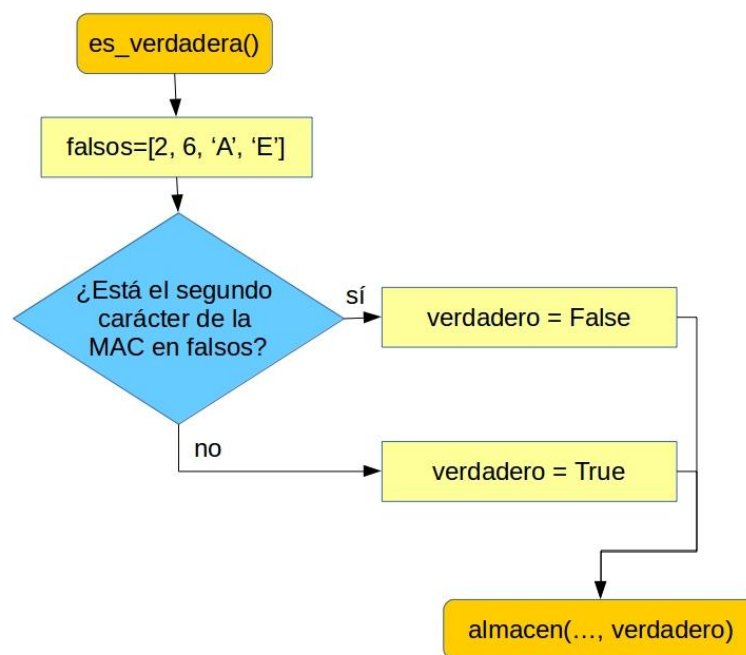 es_verdadera()
falsos=[2, 6, ‘A’, ‘E’]
¿Está el segundo
carácter de la
MAC en falsos?
sí
verdadero = False
no
verdadero = True
almacen(…, verdadero)